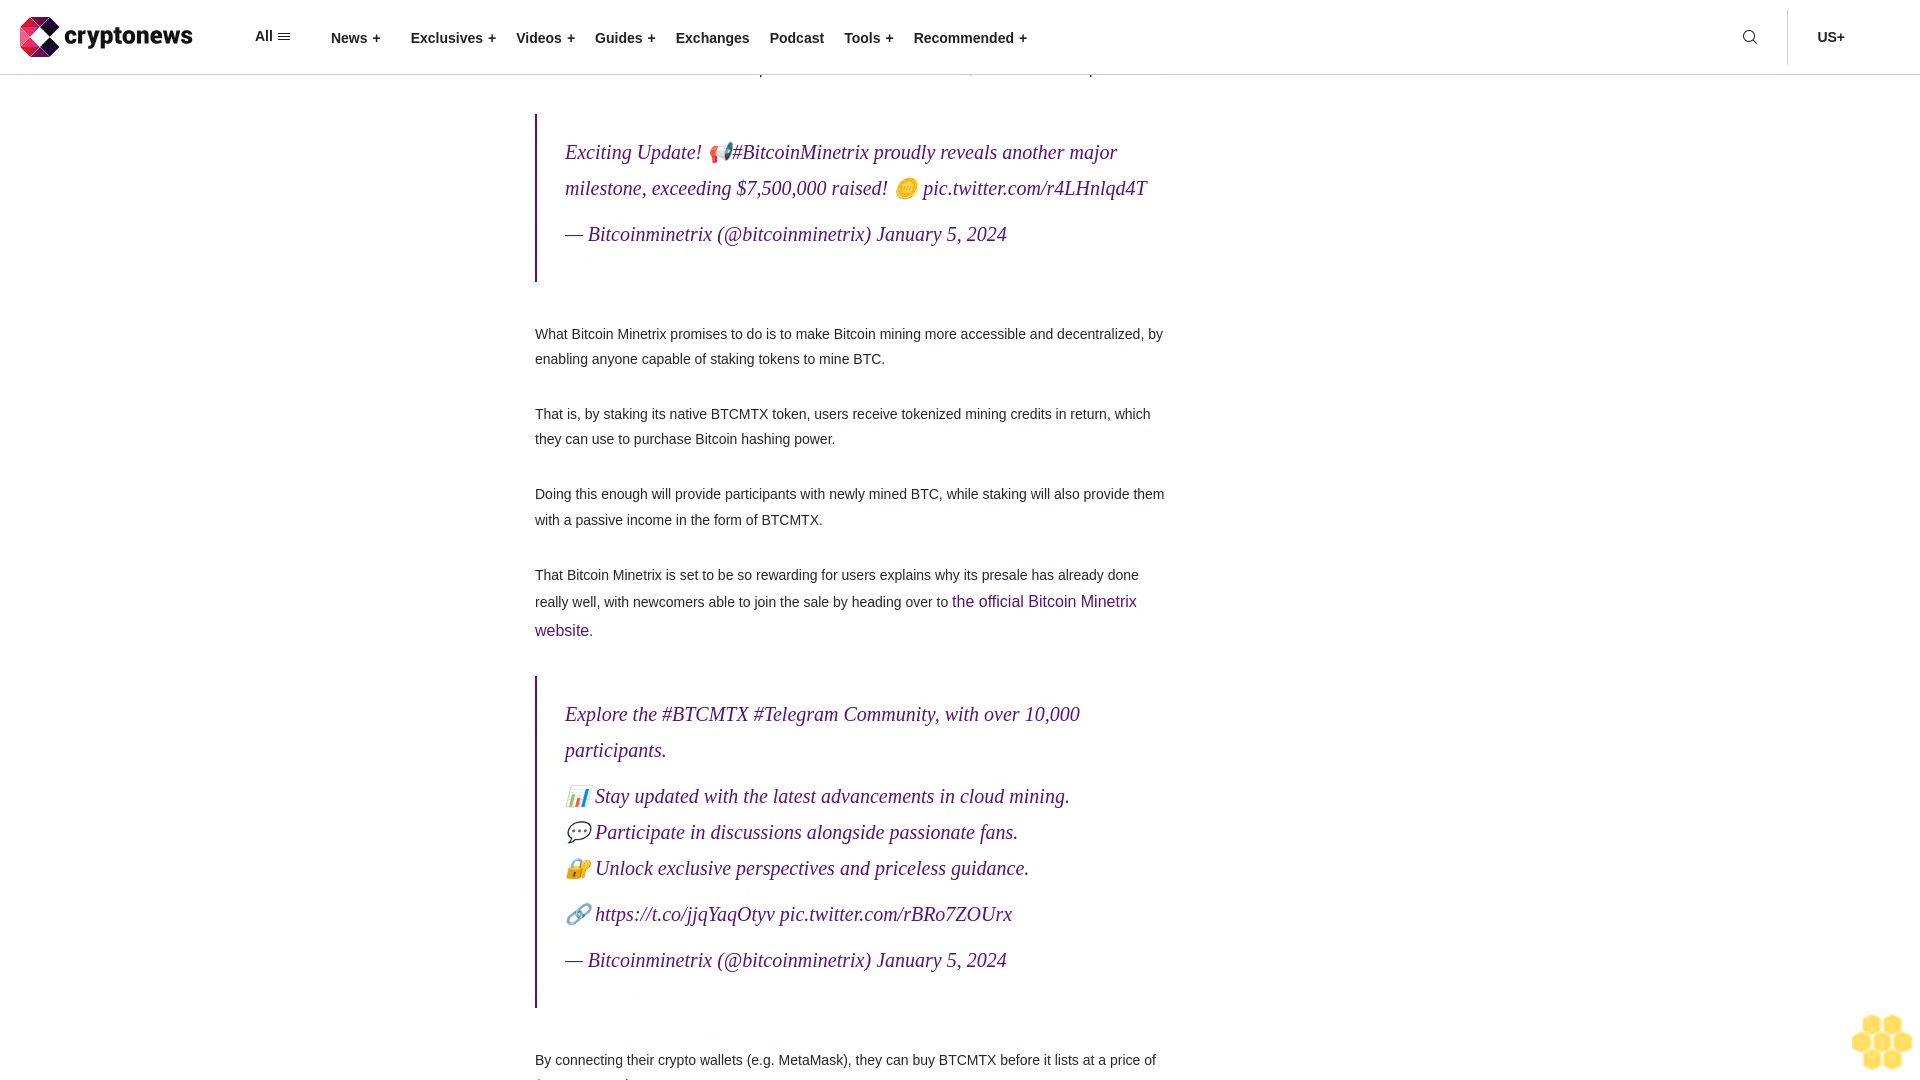 cryptonews
All
News +
Exclusives +
Videos +
Guides +
Exchanges
Podcast
Tools +
Recommended +
US+
Exciting Update! 📢#BitcoinMinetrix proudly reveals another major
milestone, exceeding $7,500,000 raised! 🪙 pic.twitter.com/r4LHnlqd4T
— Bitcoinminetrix (@bitcoinminetrix) January 5, 2024
What Bitcoin Minetrix promises to do is to make Bitcoin mining more accessible and decentralized, by
enabling anyone capable of staking tokens to mine BTC.
That is, by staking its native BTCMTX token, users receive tokenized mining credits in return, which
they can use to purchase Bitcoin hashing power.
Doing this enough will provide participants with newly mined BTC, while staking will also provide them
with a passive income in the form of BTCMTX.
That Bitcoin Minetrix is set to be so rewarding for users explains why its presale has already done
really well, with newcomers able to join the sale by heading over to the official Bitcoin Minetrix
website.
Explore the #BTCMTX #Telegram Community, with over 10,000
participants.
📊 Stay updated with the latest advancements in cloud mining.
💬 Participate in discussions alongside passionate fans.
🔐 Unlock exclusive perspectives and priceless guidance.
🔗 https://t.co/jjqYaqOtyv pic.twitter.com/rBRo7ZOUrx
— Bitcoinminetrix (@bitcoinminetrix) January 5, 2024
By connecting their crypto wallets (e.g. MetaMask), they can buy BTCMTX before it lists at a price of